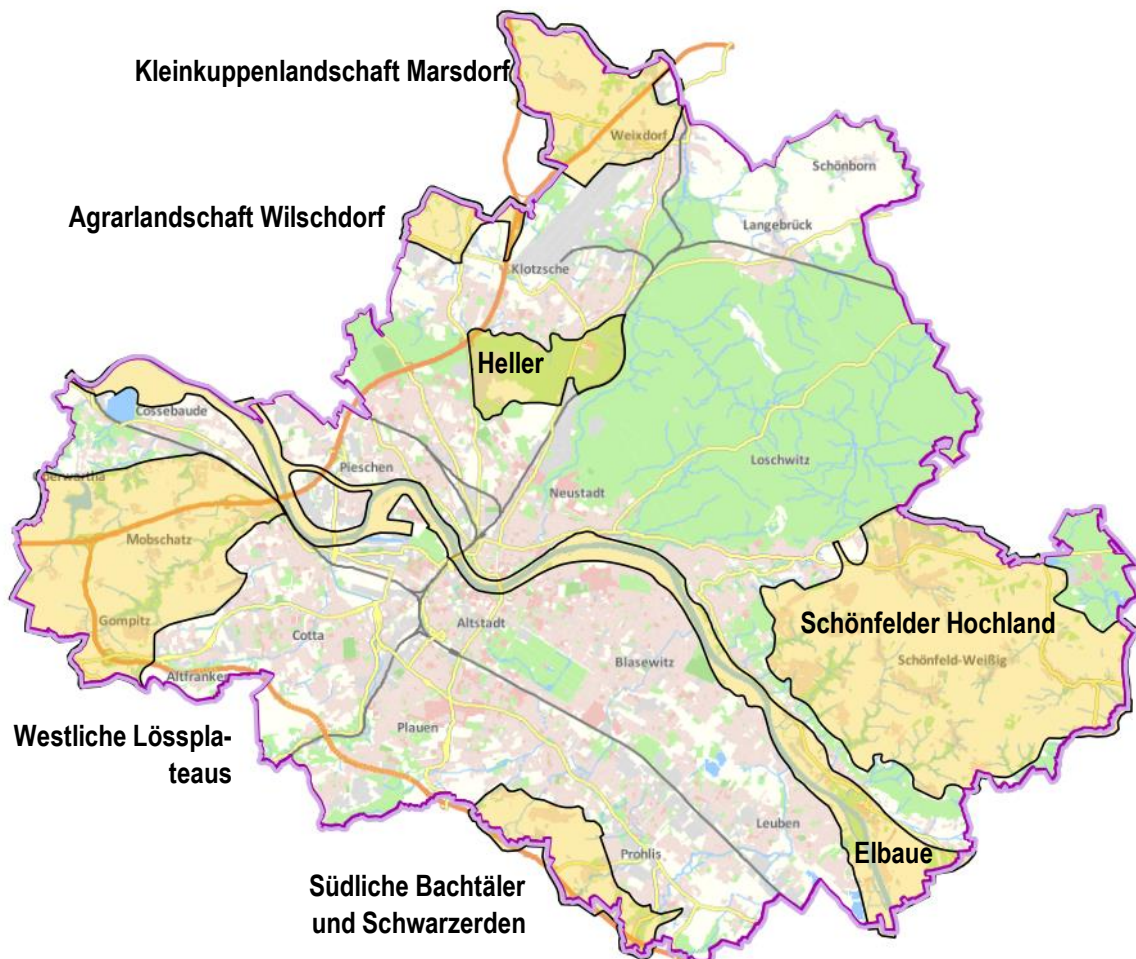 Kleinkuppenlandschaft Marsdorf
Weixdorf
Schönborn
Agrarlandschaft Wilschdorf
Langebrück
Klotzsche
Heller
Cossebaude
Pieschen
Loschwitz
Neustadt
Mobschatz
Gompitz
Cotta
Altstadt
Schönfelder Hochland
Blasewitz
Schönfeld-Weißig
Altfranken
Plauen
Westliche Lösspla-
teaus
Leuben
Prohlis
Elbaue
Südliche Bachtäler
und Schwarzerden